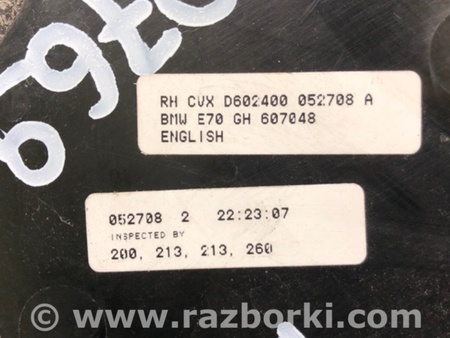 0976
RH CVX D602400 052708 A
BMW E70 GH 607048
ENGLISH
052708 2 22:23:07
INSPECTED BY
200, 213, 213, 260
© www.razborki.com